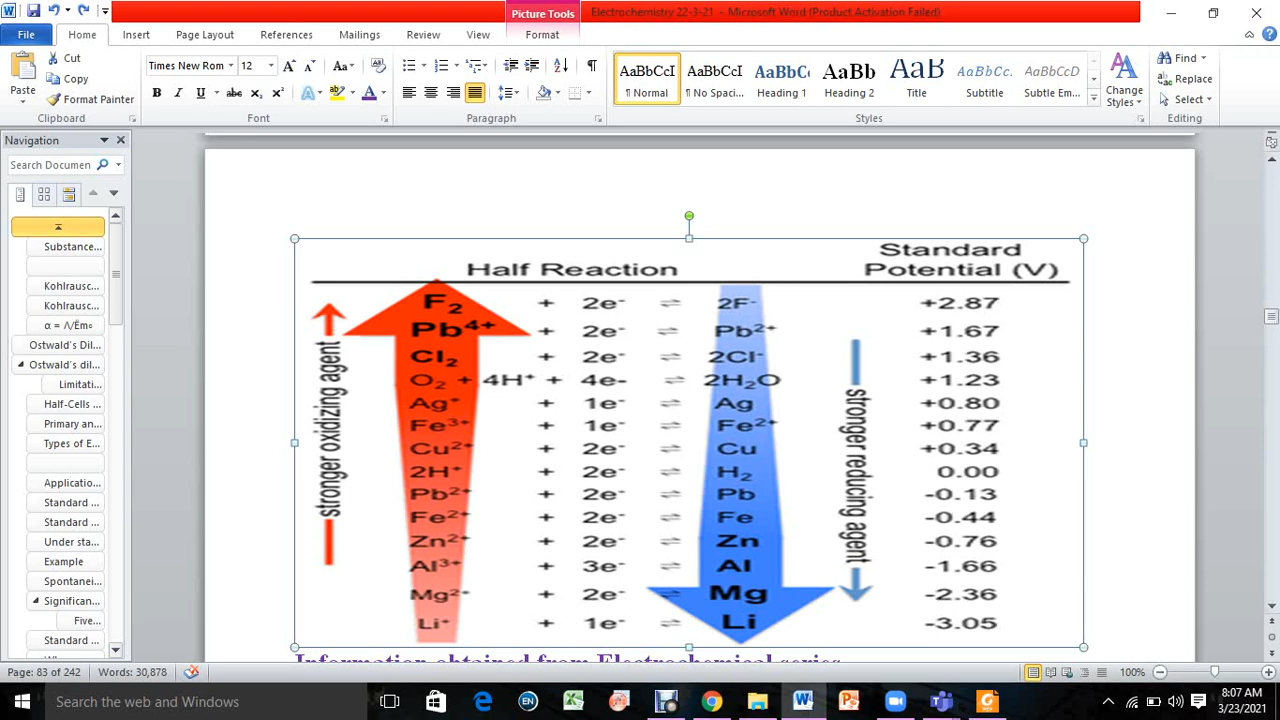 Electrochemistry 22-3-21 - Microsoft Word (Product Activation Failed)
Picture Tools
File Home Insert Page Layout References Mailings Review View Format
Paste
Cut
Copy
Format Painter
Clipboard
Times New Rom 12
Font
Paragraph
AaBbCcI AaBbCcI AaBbC AaBbCc AaB AaBbCcI AaBbCcI
¶ Normal ¶ No Spaci... Heading 1 Heading 2 Title Subtitle Subtle Em...
Styles
Change Styles
Find
Replace
Select
Editing
Navigation
Search Documen
Substance...
Kohlrausc...
Kohlrausc...
α = Λ/Ëm∘
Ostwald's Dil...
Ostwald's dil...
Limitati...
Half-Cells ...
Primary an...
Types of E...
Applicatio...
Standard ...
Standard ...
Under sta...
Example
Spontanei...
Significan...
Five...
Standard ...
Half Reaction Standard Potential (V)
stronger oxidizing agent
stronger reducing agent
F₂ + 2e⁻ ⇌ 2F⁻ +2.87
Pb⁴⁺ + 2e⁻ ⇌ Pb²⁺ +1.67
Cl₂ + 2e⁻ ⇌ 2Cl⁻ +1.36
O₂ + 4H⁺ + 4e- ⇌ 2H₂O +1.23
Ag⁺ + 1e⁻ ⇌ Ag +0.80
Fe³⁺ + 1e⁻ ⇌ Fe²⁺ +0.77
Cu²⁺ + 2e⁻ ⇌ Cu +0.34
2H⁺ + 2e⁻ ⇌ H₂ 0.00
Pb²⁺ + 2e⁻ ⇌ Pb -0.13
Fe²⁺ + 2e⁻ ⇌ Fe -0.44
Zn²⁺ + 2e⁻ ⇌ Zn -0.76
Al³⁺ + 3e⁻ ⇌ Al -1.66
Mg²⁺ + 2e⁻ ⇌ Mg -2.36
Li⁺ + 1e⁻ ⇌ Li -3.05
Information obtained from Electrochemical series
Page: 83 of 242 Words: 30,878 100%
Search the web and Windows
8:07 AM
3/23/2021